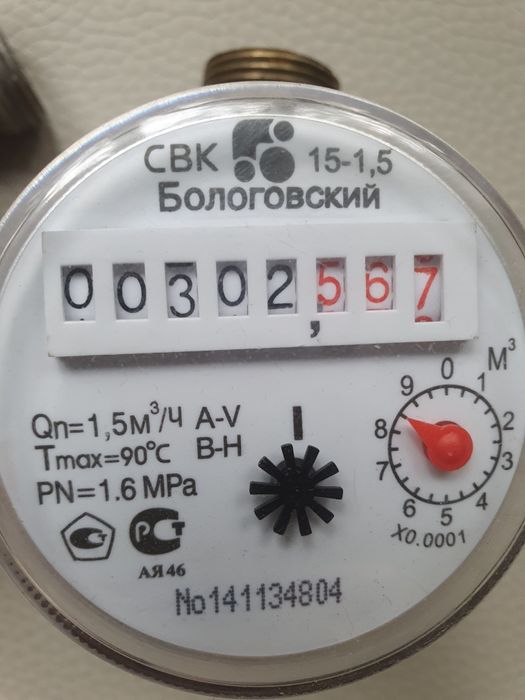 СВК 15-1,5
Бологовский
00302,567
М³
0
1
2
3
4
5
6
7
8
9
X0.0001
Qn=1,5м³/ч A-V
Tmax=90°C B-H
PN=1.6 MPa
РСТ
АЯ46
No141134804